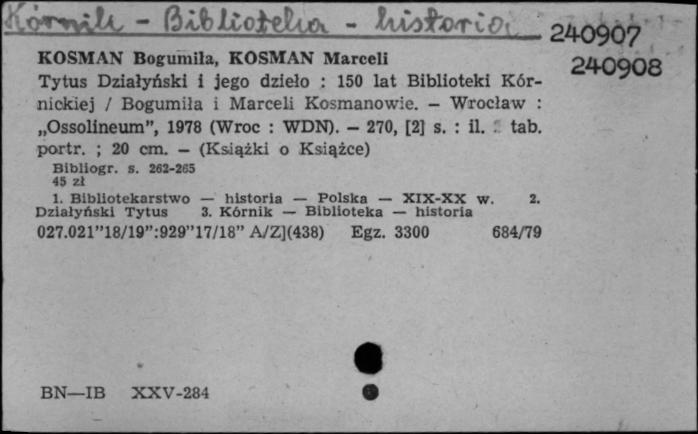 Kórnik - Biblioteka - historia
240907
240908
KOSMAN Bogumiła, KOSMAN Marceli
Tytus Działyński i jego dzieło : 150 lat Biblioteki Kór-
nickiej / Bogumiła i Marceli Kosmanowie. — Wrocław :
„Ossolineum”, 1978 (Wroc : WDN). — 270, [2] s. : il. : tab.
portr. ; 20 cm. — (Książki o Książce)
Bibliogr. s. 262-265
45 zł
1. Bibliotekarstwo — historia — Polska — XIX-XX w. 2.
Działyński Tytus 3. Kórnik — Biblioteka — historia
027.021”18/19”:929”17/18” A/Z](438) Egz. 3300 684/79
BN—IB XXV-284